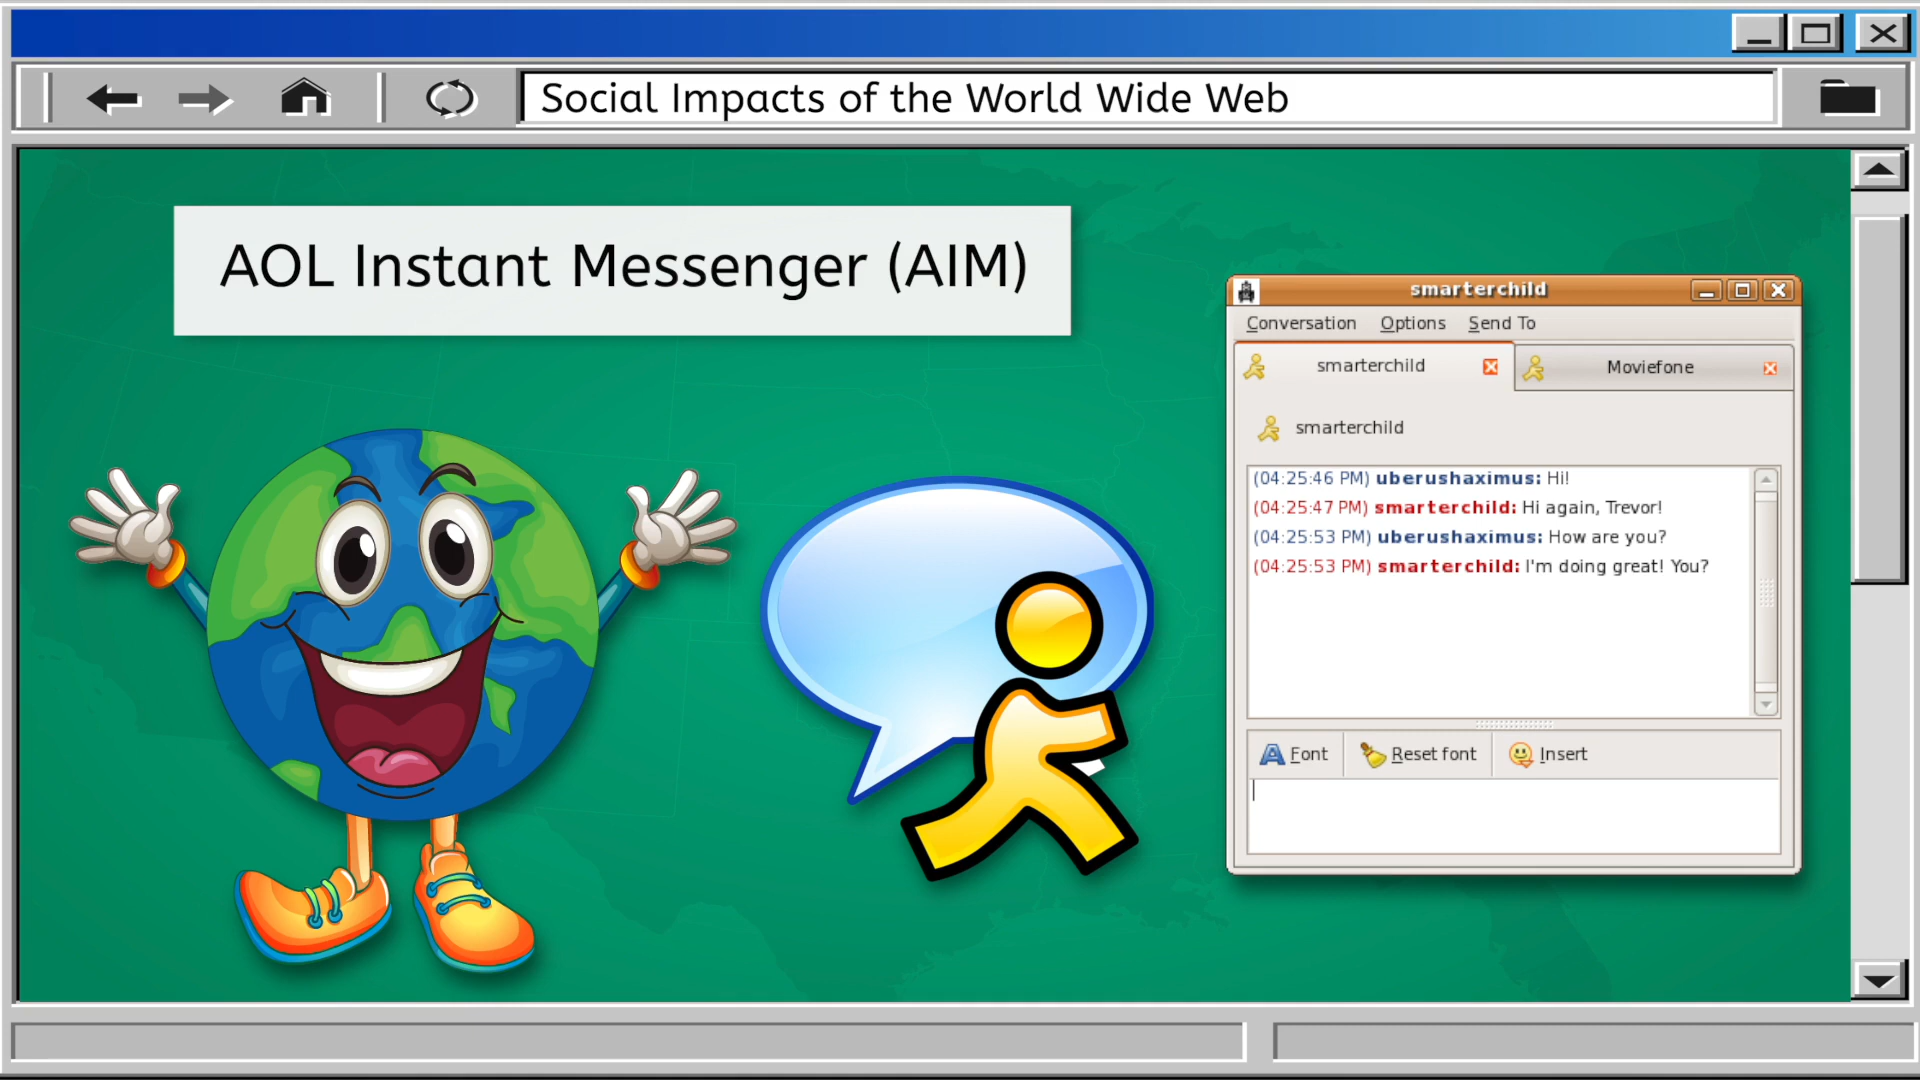 Social Impacts of the World Wide Web
AOL Instant Messenger (AIM)
smarterchild
Conversation Options Send To
smarterchild Moviefone
smarterchild
(04:25:46 PM) uberushaximus: Hi!
(04:25:47 PM) smarterchild: Hi again, Trevor!
(04:25:53 PM) uberushaximus: How are you?
(04:25:53 PM) smarterchild: I'm doing great! You?
Font Reset font Insert